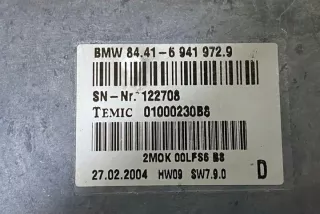 BMW 84.41-6 941 972.9
SN-Nr. 122708
TEMIC 01000230B6
2MOK 00LFS6 B8
27.02.2004 HW09 SW7.9.0 D